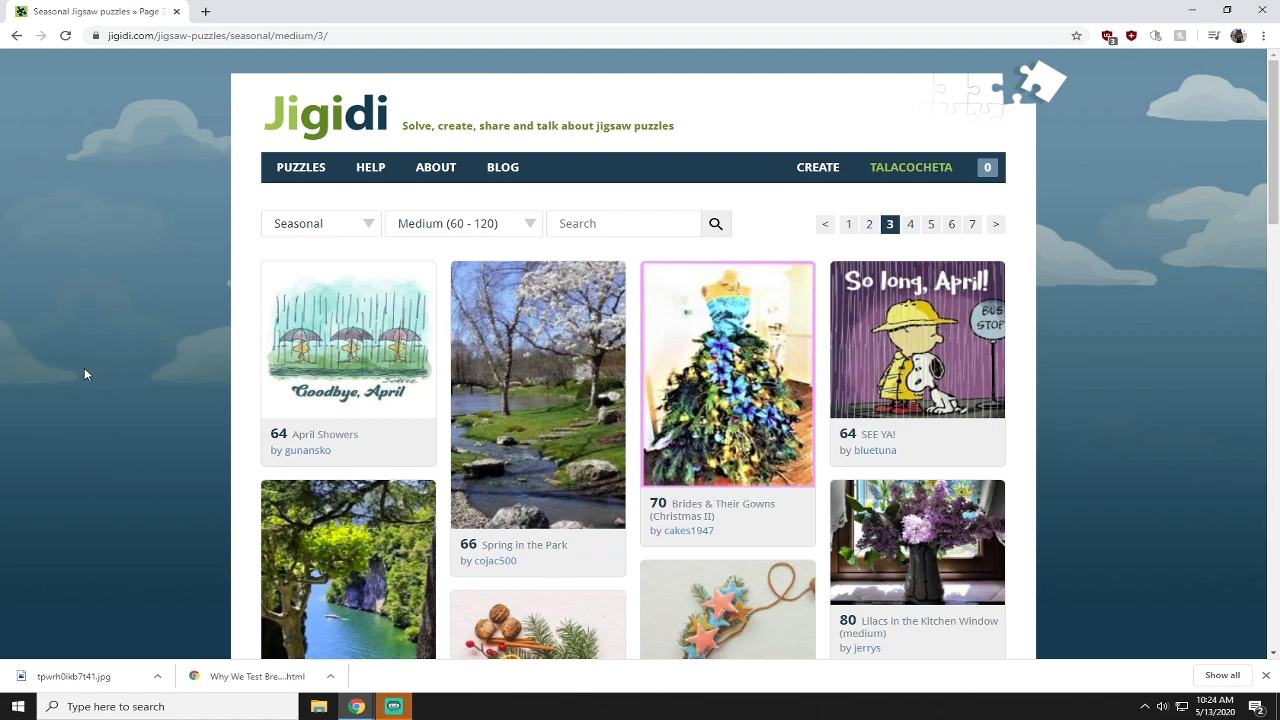 Seasonal Jigsaw puzzles - Page 3
jigidi.com/jigsaw-puzzles/seasonal/medium/3/
3
Jigidi
Solve, create, share and talk about jigsaw puzzles
PUZZLES HELP ABOUT BLOG CREATE TALACOCHETA 0
Seasonal Medium (60 - 120) Search < 1 2 3 4 5 6 7 >
Goodbye, April
64 April Showers
by gunansko
66 Spring in the Park
by cojac500
70 Brides & Their Gowns
(Christmas II)
by cakes1947
So long, April!
BUS
STOP
64 SEE YA!
by bluetuna
80 Lilacs in the Kitchen Window
(medium)
by jerrys
tpwrh0iikb7t41.jpg Why We Test Bre....html Show all
Type here to search
10:24 AM
5/13/2020
2